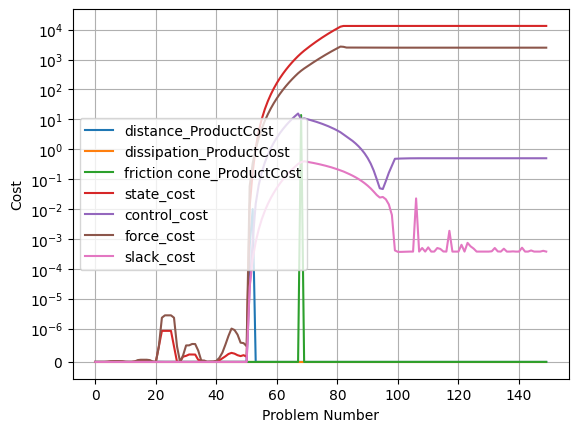 10⁴
10³
10²
10¹
10⁰
10⁻¹
10⁻²
10⁻³
10⁻⁴
10⁻⁵
10⁻⁶
0
Cost
distance_ProductCost
dissipation_ProductCost
friction cone_ProductCost
state_cost
control_cost
force_cost
slack_cost
0 20 40 60 80 100 120 140
Problem Number